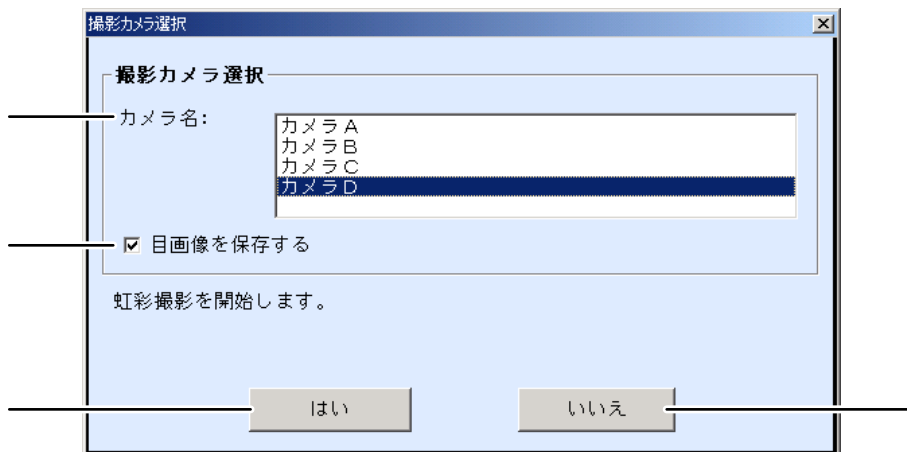 撮影カメラ選択
撮影カメラ選択
カメラ名:
カメラA
カメラB
カメラC
カメラD
目画像を保存する
虹彩撮影を開始します。
はい
いいえ